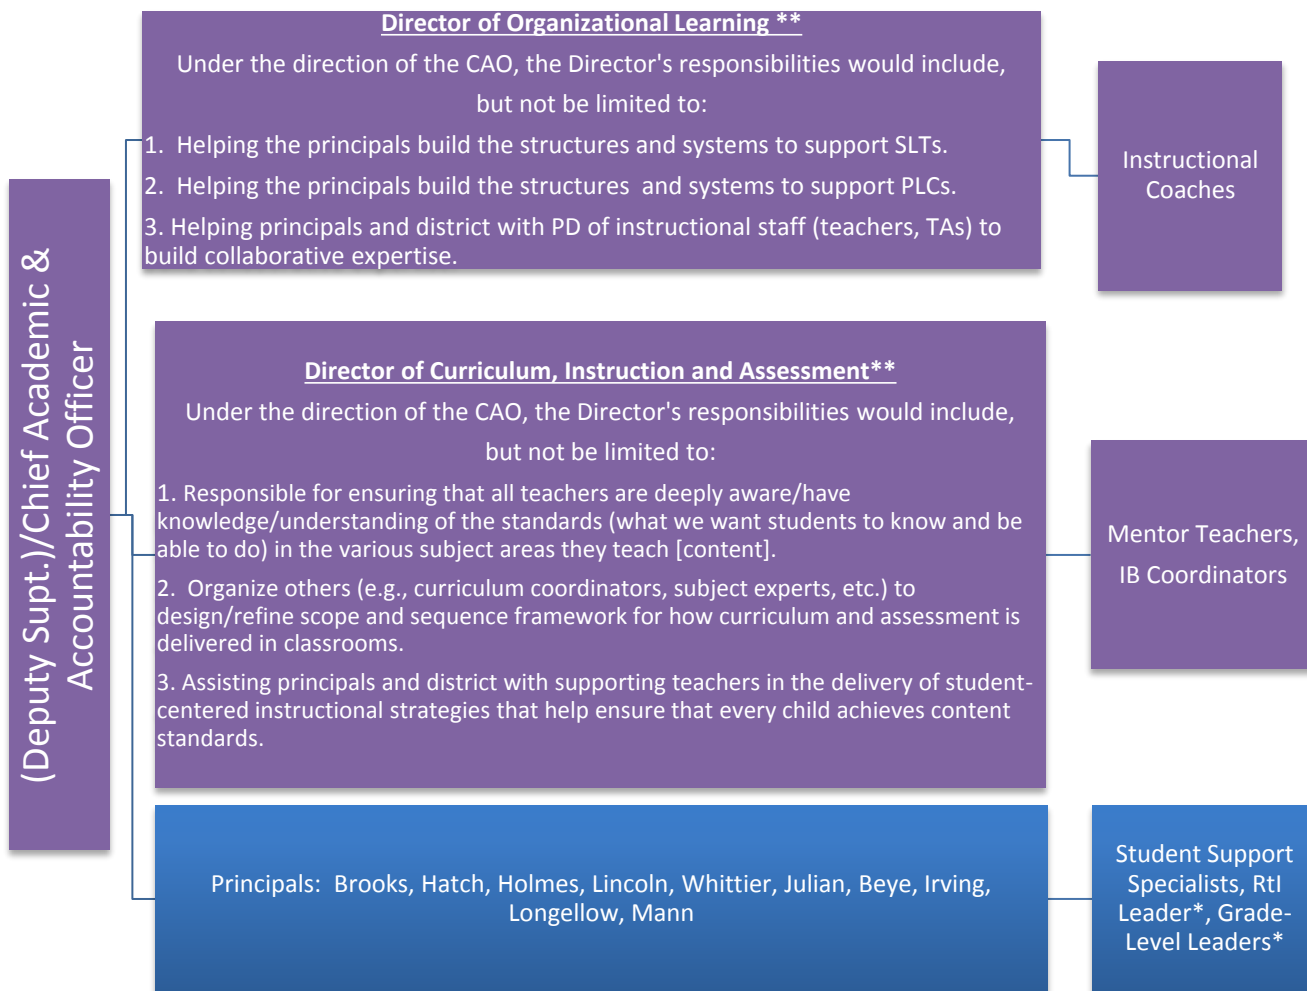 (Deputy Supt.)/Chief Academic &
Accountability Officer
Director of Organizational Learning **
Under the direction of the CAO, the Director's responsibilities would include,
but not be limited to:
1.  Helping the principals build the structures and systems to support SLTs.
2.  Helping the principals build the structures  and systems to support PLCs.
3. Helping principals and district with PD of instructional staff (teachers, TAs) to
build collaborative expertise.
Instructional
Coaches
Director of Curriculum, Instruction and Assessment**
Under the direction of the CAO, the Director's responsibilities would include,
but not be limited to:
1. Responsible for ensuring that all teachers are deeply aware/have
knowledge/understanding of the standards (what we want students to know and be
able to do) in the various subject areas they teach [content].
2.  Organize others (e.g., curriculum coordinators, subject experts, etc.) to
design/refine scope and sequence framework for how curriculum and assessment is
delivered in classrooms.
3. Assisting principals and district with supporting teachers in the delivery of student-
centered instructional strategies that help ensure that every child achieves content
standards.
Mentor Teachers,
IB Coordinators
Principals:  Brooks, Hatch, Holmes, Lincoln, Whittier, Julian, Beye, Irving,
Longellow, Mann
Student Support
Specialists, RtI
Leader*, Grade-
Level Leaders*